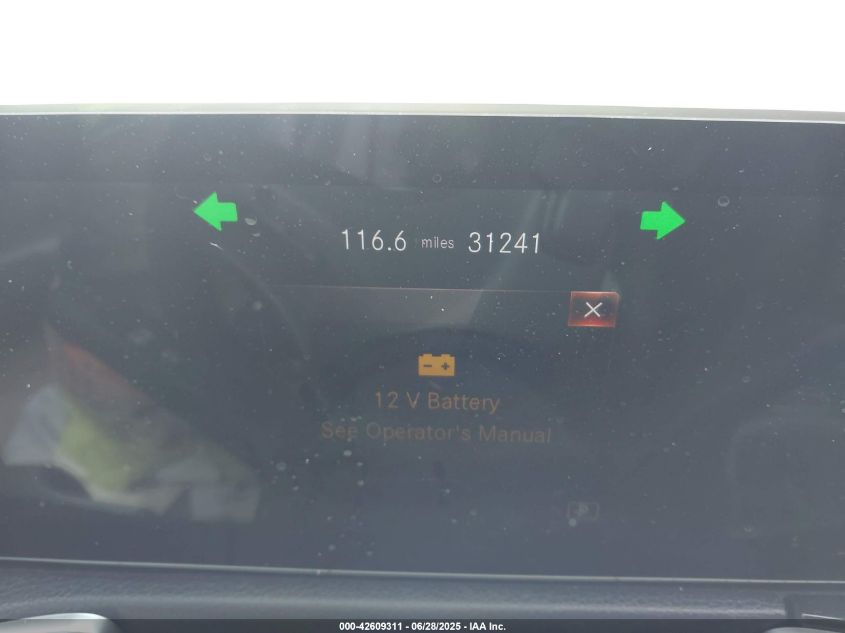 116.6 miles 31241
12 V Battery
See Operator's Manual
000-42609311 - 06/28/2025 - IAA Inc.